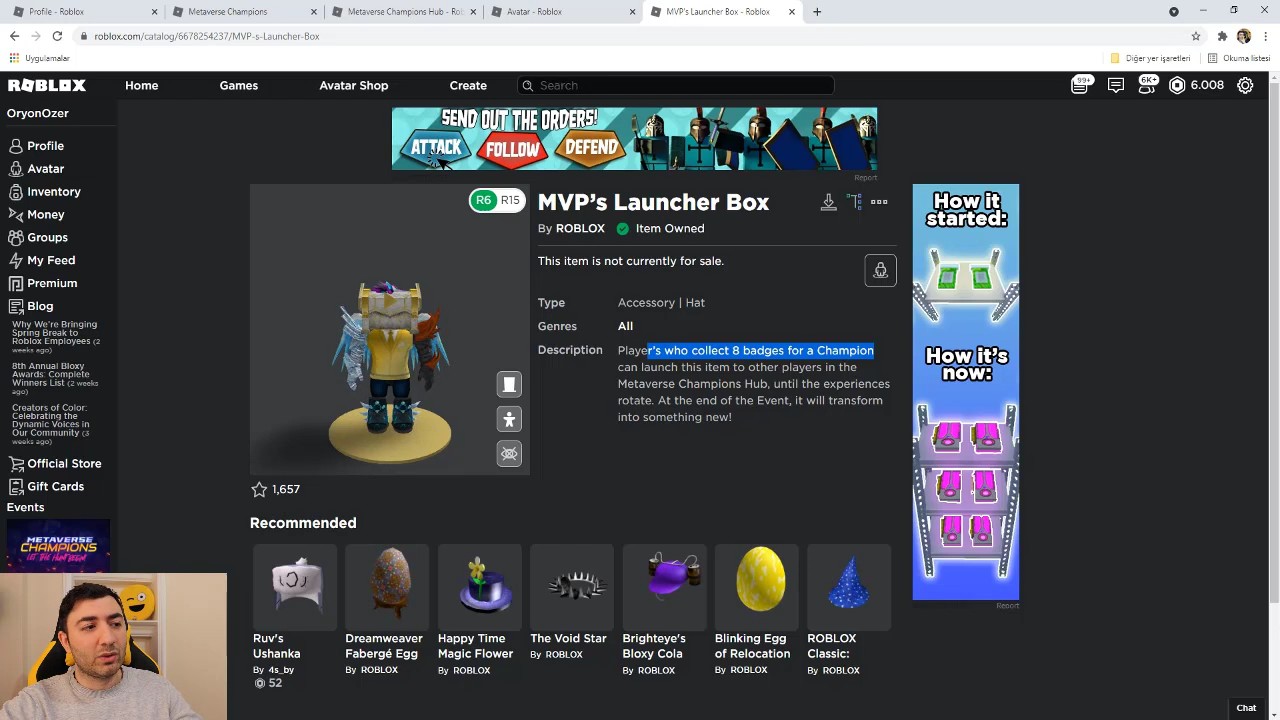 Profile - Roblox
Metaverse Champions
Metaverse Champions Hub - Rob
Avatar - Roblox
MVP's Launcher Box - Roblox
roblox.com/catalog/6678254237/MVP-s-Launcher-Box
Uygulamalar
Diğer yer işaretleri
Okuma listesi
ROBLOX
Home
Games
Avatar Shop
Create
Search
99+
6K+
6.008
OryonOzer
Profile
Avatar
Inventory
Money
Groups
My Feed
Premium
Blog
Why We're Bringing
Spring Break to
Roblox Employees (2
weeks ago)
8th Annual Bloxy
Awards: Complete
Winners List (2 weeks
ago)
Creators of Color:
Celebrating the
Dynamic Voices in
Our Community (3
weeks ago)
Official Store
Gift Cards
Events
METAVERSE
CHAMPIONS
SEND OUT THE ORDERS!
ATTACK
FOLLOW
DEFEND
Report
R6 R15
MVP's Launcher Box
By ROBLOX Item Owned
This item is not currently for sale.
Type Accessory | Hat
Genres All
Description Player's who collect 8 badges for a Champion
can launch this item to other players in the
Metaverse Champions Hub, until the experiences
rotate. At the end of the Event, it will transform
into something new!
1,657
Recommended
Ruv's
Ushanka
By 4s_by
52
Dreamweaver
Fabergé Egg
By ROBLOX
Happy Time
Magic Flower
By ROBLOX
The Void Star
By ROBLOX
Brighteye's
Bloxy Cola
By ROBLOX
Blinking Egg
of Relocation
By ROBLOX
ROBLOX
Classic:
By ROBLOX
How it
started:
How it's
now:
Report
Chat